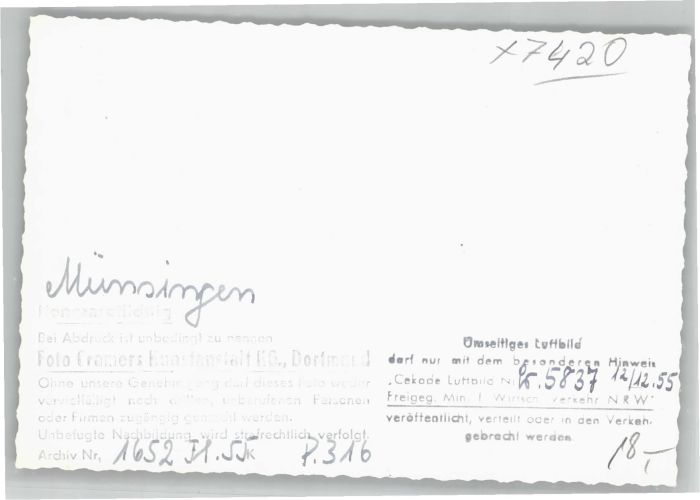 x7420
Münsingen
Bei Abdruck ist unbedingt zu nennen
Foto Cramers Kunstanstalt KG., Dortmund
Ohne unsere Genehmigung darf dieses Foto weder
vervielfältigt noch dritten, unberufenen Personen
oder Firmen zugängig gemacht werden.
Unbefugte Nachbildung wird strafrechtlich verfolgt.
Archiv Nr. 1652 55 K P.316
Umseitiges Luftbild
darf nur mit dem besonderen Hinweis
„Cekade Luftbild Nr. 5837 12/12.55
Freigeg. Min. f. Wirtsch. Verkehr N R W"
veröffentlicht, verteilt oder in den Verkehr
gebracht werden
18,-